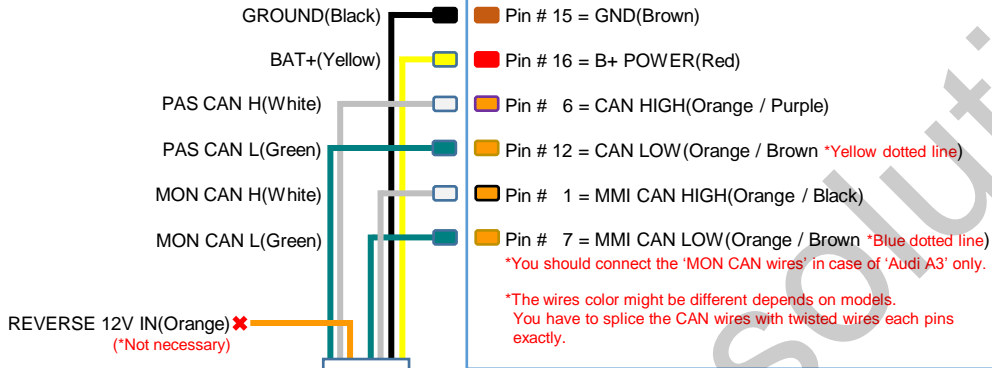 GROUND(Black)
Pin # 15 = GND(Brown)
BAT+(Yellow)
Pin # 16 = B+ POWER(Red)
PAS CAN H(White)
Pin # 6 = CAN HIGH(Orange / Purple)
PAS CAN L(Green)
Pin # 12 = CAN LOW(Orange / Brown *Yellow dotted line)
MON CAN H(White)
Pin # 1 = MMI CAN HIGH(Orange / Black)
MON CAN L(Green)
Pin # 7 = MMI CAN LOW(Orange / Brown *Blue dotted line)
*You should connect the ‘MON CAN wires’ in case of ‘Audi A3’ only.
*The wires color might be different depends on models.
You have to splice the CAN wires with twisted wires each pins
exactly.
REVERSE 12V IN(Orange)
(*Not necessary)
soluti